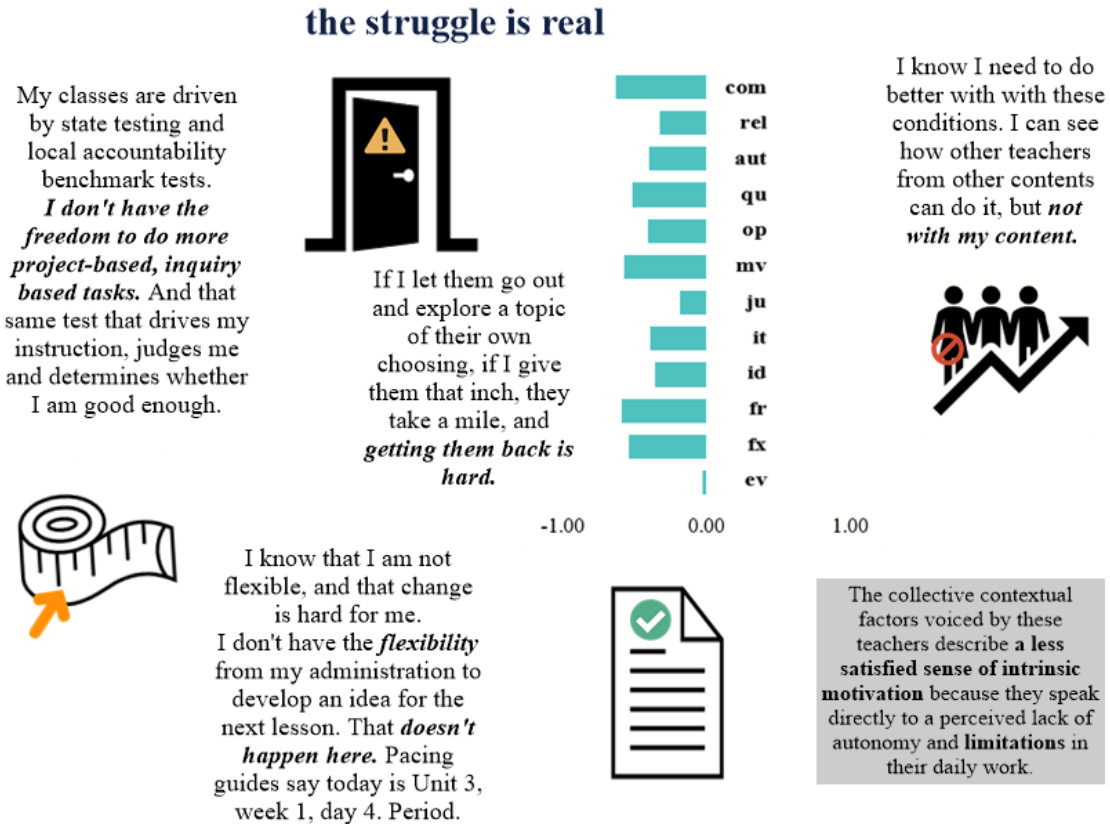 the struggle is real
My classes are driven
by state testing and
local accountability
benchmark tests.
I don't have the
freedom to do more
project-based, inquiry
based tasks. And that
same test that drives my
instruction, judges me
and determines whether
I am good enough.
If I let them go out
and explore a topic
of their own
choosing, if I give
them that inch, they
take a mile, and
getting them back is
hard.
com
rel
aut
qu
op
mv
ju
it
id
fr
fx
ev
-1.00 0.00 1.00
I know I need to do
better with with these
conditions. I can see
how other teachers
from other contents
can do it, but not
with my content.
I know that I am not
flexible, and that change
is hard for me.
I don't have the flexibility
from my administration to
develop an idea for the
next lesson. That doesn't
happen here. Pacing
guides say today is Unit 3,
week 1, day 4. Period.
The collective contextual
factors voiced by these
teachers describe a less
satisfied sense of intrinsic
motivation because they speak
directly to a perceived lack of
autonomy and limitations in
their daily work.